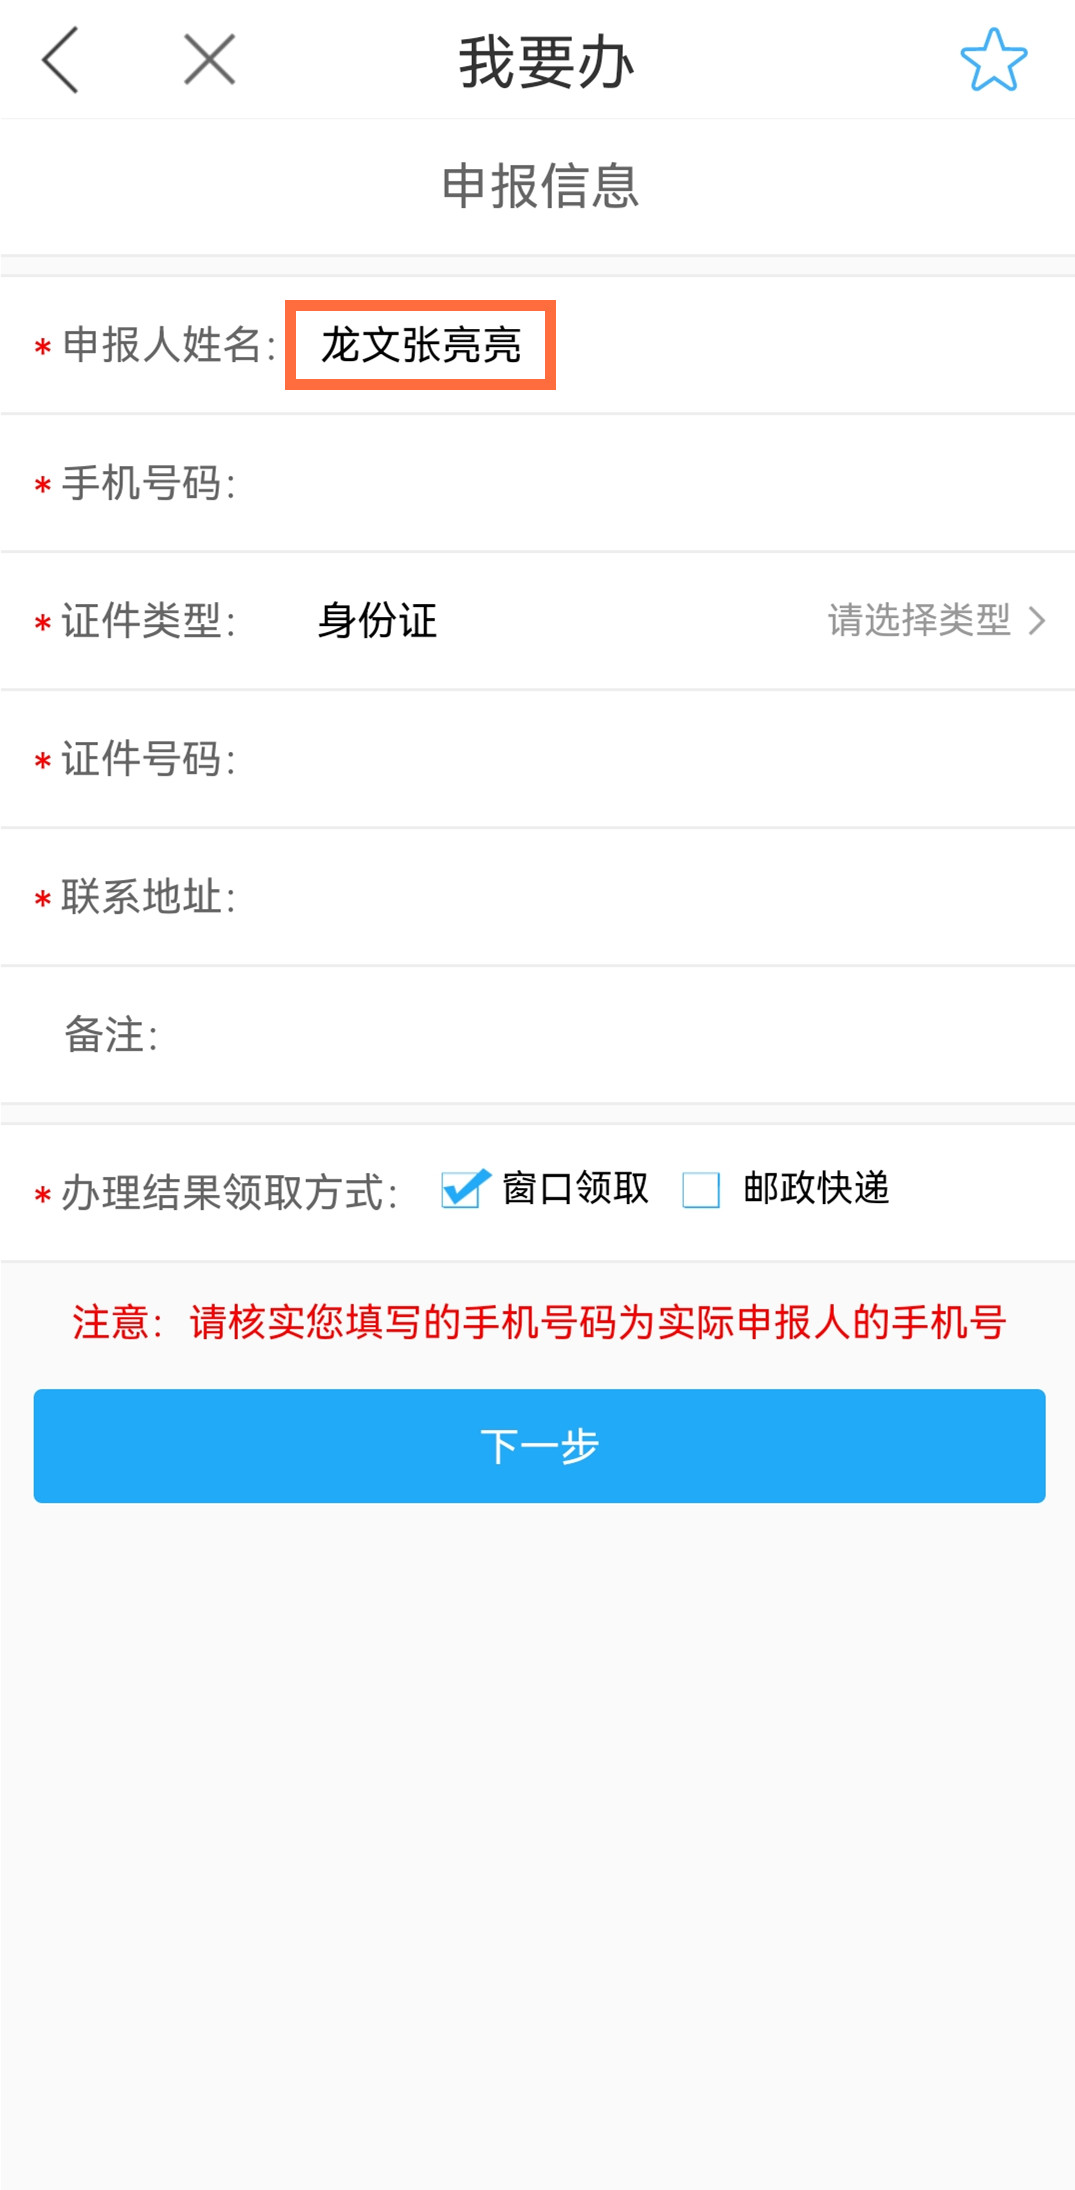 我要办
申报信息
* 申报人姓名: 龙文张亮亮
* 手机号码:
* 证件类型: 身份证 请选择类型
* 证件号码:
* 联系地址:
备注:
* 办理结果领取方式: 窗口领取 邮政快递
注意：请核实您填写的手机号码为实际申报人的手机号
下一步